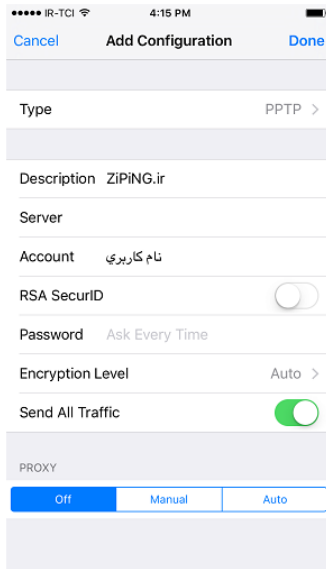 IR-TCI 4:15 PM
Cancel Add Configuration Done
Type PPTP >
Description ZiPiNG.ir
Server
Account نام كاربري
RSA SecurID
Password Ask Every Time
Encryption Level Auto >
Send All Traffic
PROXY
Off Manual Auto